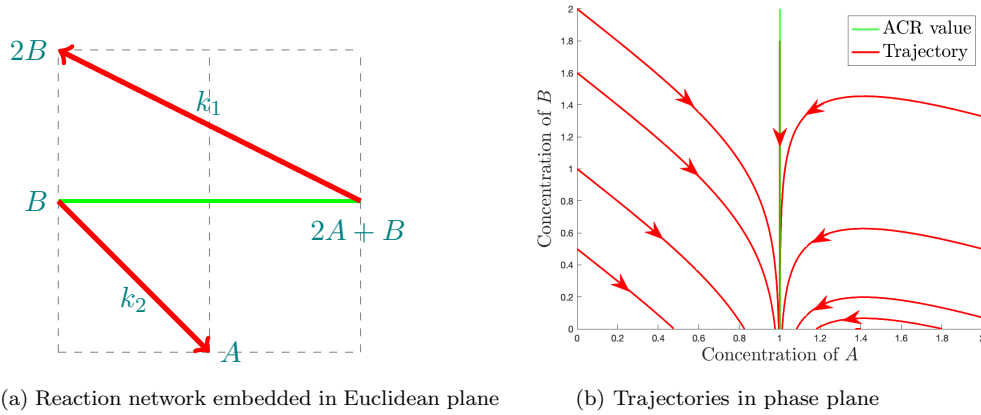 2B
k₁
B
2A + B
k₂
A
(a) Reaction network embedded in Euclidean plane
ACR value
Trajectory
Concentration of B
2
1.8
1.6
1.4
1.2
1
0.8
0.6
0.4
0.2
0
0 0.2 0.4 0.6 0.8 1 1.2 1.4 1.6 1.8 2
Concentration of A
(b) Trajectories in phase plane